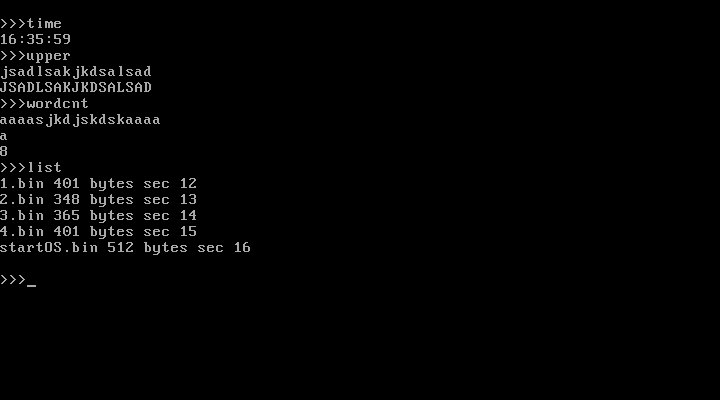 >>>time
16:35:59
>>>upper
jsadlsakjkdsalsad
JSADLSAKJKDSALSAD
>>>wordcnt
aaaasjkdjskdskaaaa
a
8
>>>list
1.bin 401 bytes sec 12
2.bin 348 bytes sec 13
3.bin 365 bytes sec 14
4.bin 401 bytes sec 15
startOS.bin 512 bytes sec 16
>>>_